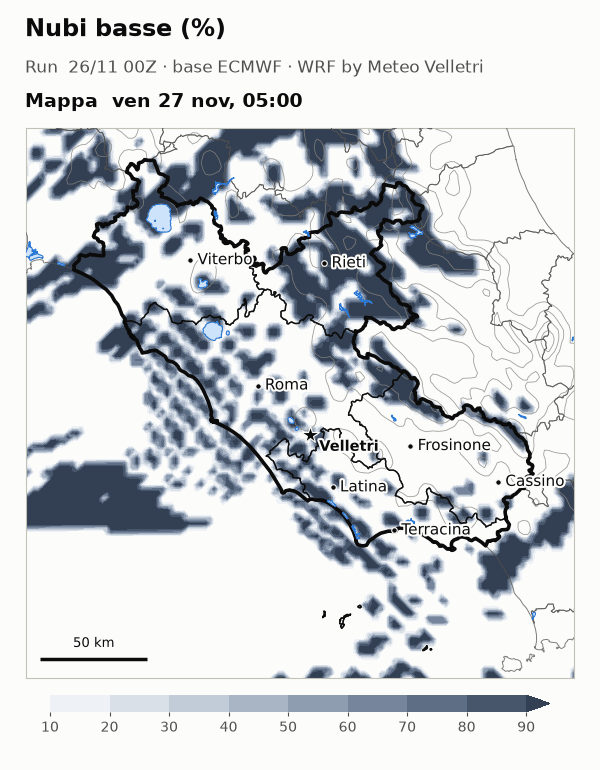 Nubi basse (%)
Run  26/11 00Z · base ECMWF · WRF by Meteo Velletri
Mappa  ven 27 nov, 05:00
Viterbo
Rieti
Roma
Velletri
Frosinone
Cassino
Latina
Terracina
50 km
10 20 30 40 50 60 70 80 90